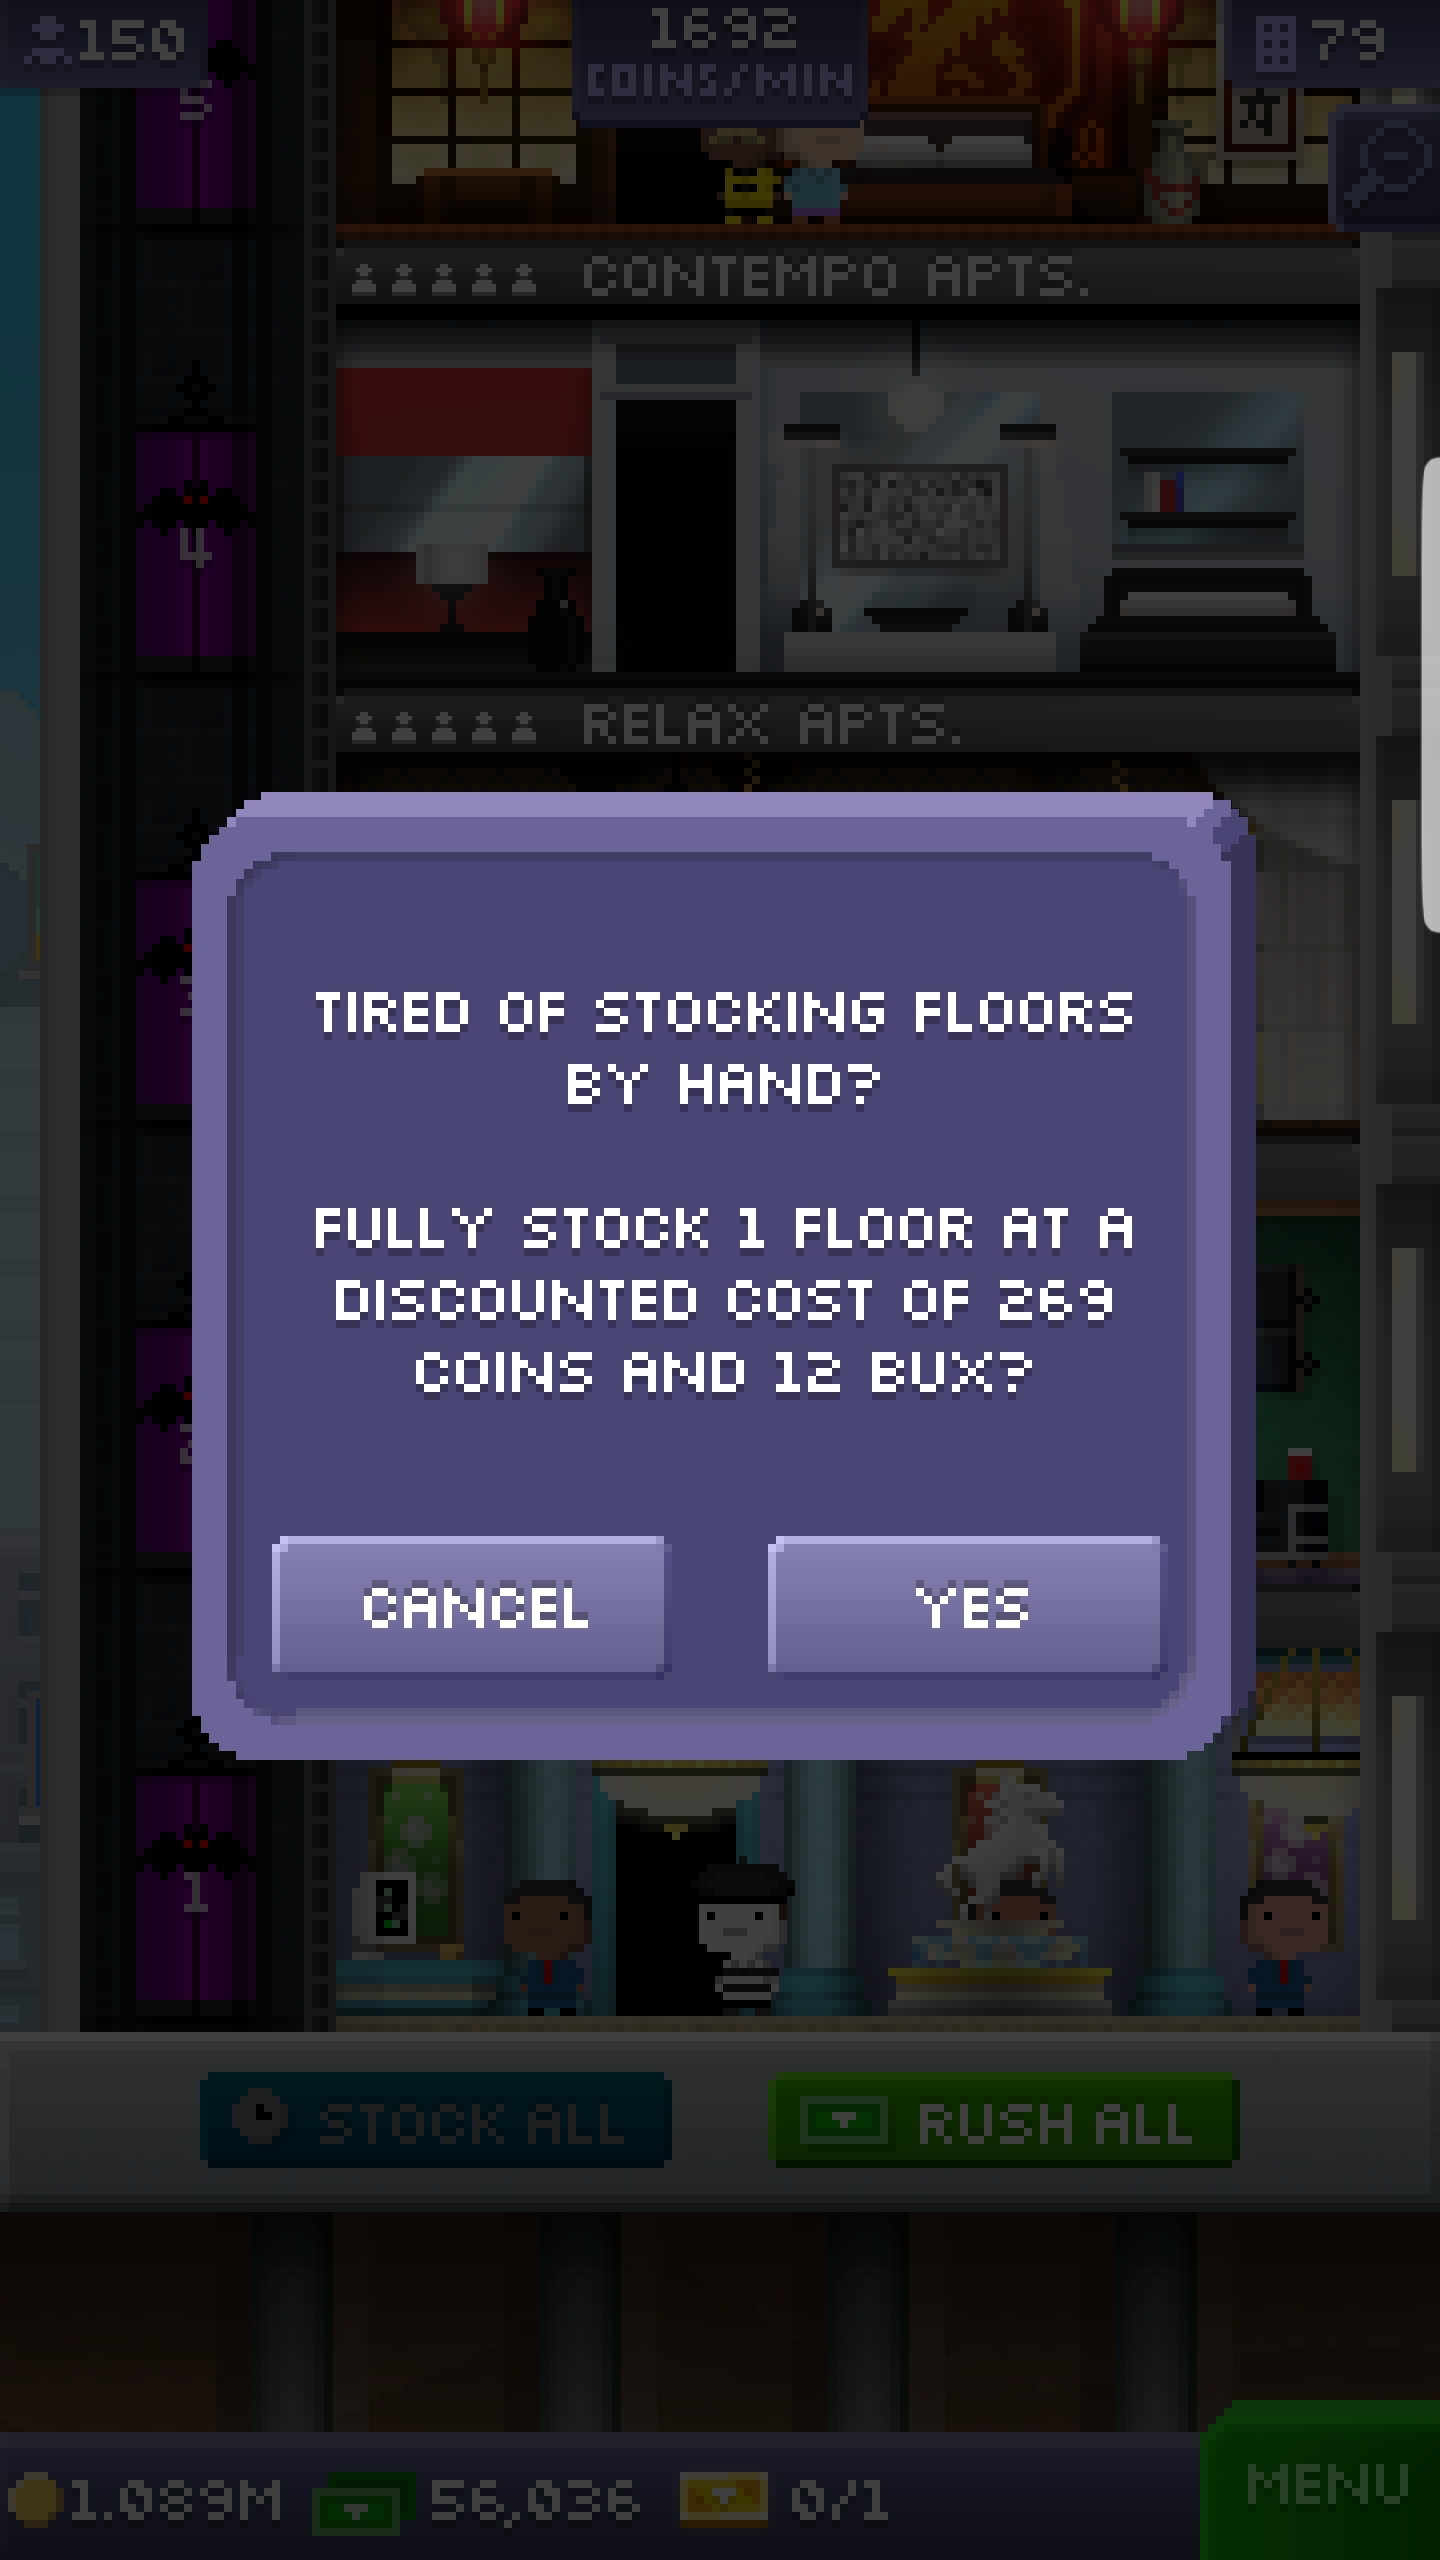 150
1692
COINS/MIN
79
5
CONTEMPO APTS.
4
RELAX APTS.
TIRED OF STOCKING FLOORS
BY HAND?
FULLY STOCK 1 FLOOR AT A
DISCOUNTED COST OF 269
COINS AND 12 BUX?
CANCEL
YES
1
STOCK ALL
RUSH ALL
1.089M
56,036
0/1
MENU